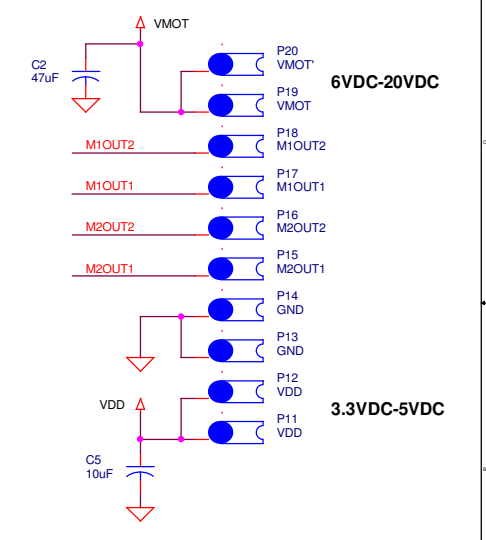 VMOT
C2
47uF
P20
VMOT'
6VDC-20VDC
P19
VMOT
P18
M1OUT2
M1OUT2
P17
M1OUT1
M1OUT1
P16
M2OUT2
M2OUT2
P15
M2OUT1
M2OUT1
P14
GND
P13
GND
P12
VDD
VDD
3.3VDC-5VDC
P11
VDD
C5
10uF